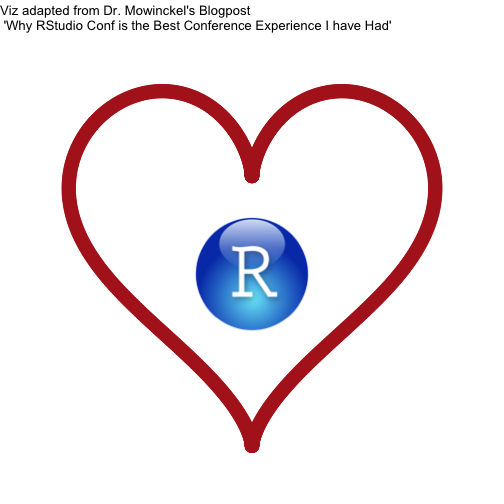 Viz adapted from Dr. Mowinckel's Blogpost
'Why RStudio Conf is the Best Conference Experience I have Had'
R